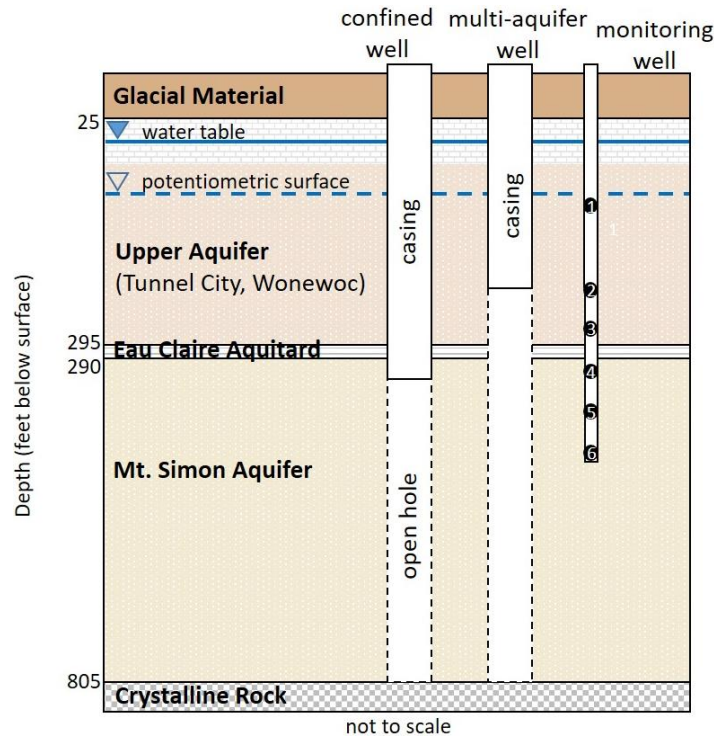 confined well
multi-aquifer well
monitoring well
Glacial Material
25
water table
potentiometric surface
casing
casing
1
1
Upper Aquifer
(Tunnel City, Wonewoc)
2
3
295
Eau Claire Aquitard
290
4
5
6
Depth (feet below surface)
Mt. Simon Aquifer
open hole
805
Crystalline Rock
not to scale